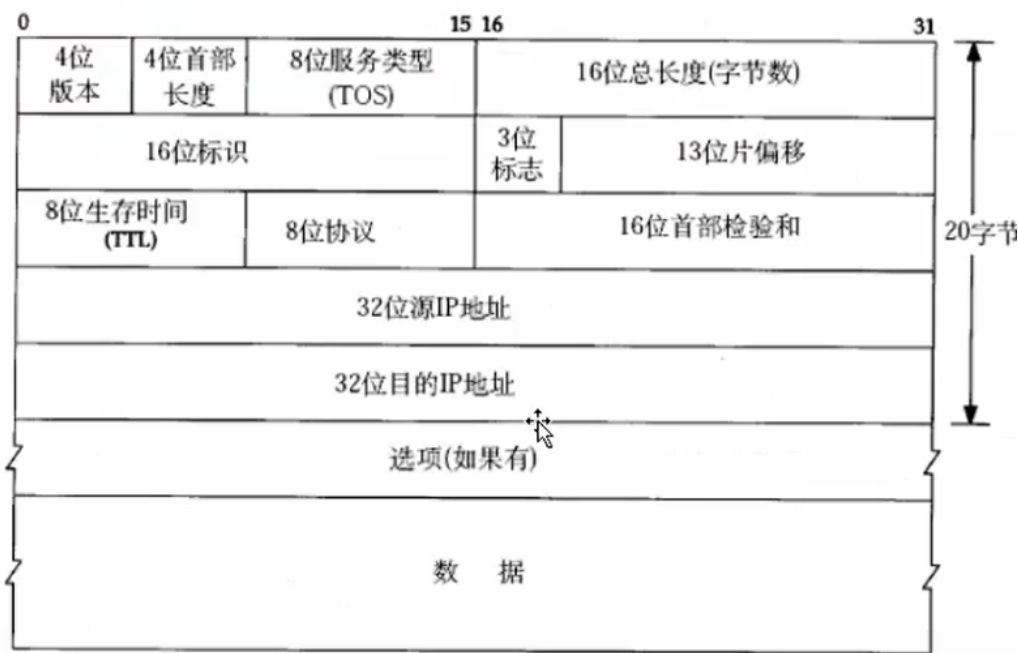 0 15 16 31
4位
版本
4位首部
长度
8位服务类型
(TOS)
16位总长度(字节数)
16位标识
3位
标志
13位片偏移
8位生存时间
(TTL)
8位协议
16位首部检验和
20字节
32位源IP地址
32位目的IP地址
选项(如果有)
数 据